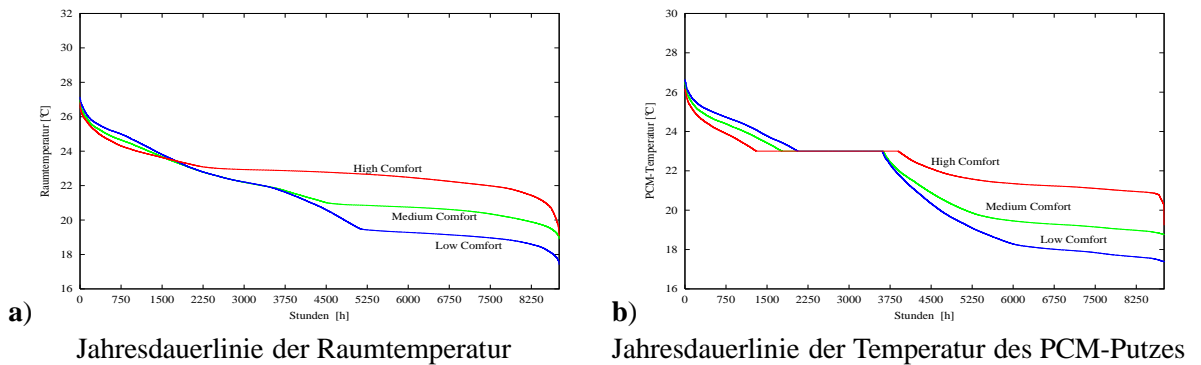 32
30
28
26
24
22
20
18
16
Raumtemperatur [°C]
High Comfort
Medium Comfort
Low Comfort
0 750 1500 2250 3000 3750 4500 5250 6000 6750 7500 8250
Stunden [h]
a)
Jahresdauerlinie der Raumtemperatur
30
28
26
24
22
20
18
16
PCM-Temperatur [°C]
High Comfort
Medium Comfort
Low Comfort
0 750 1500 2250 3000 3750 4500 5250 6000 6750 7500 8250
Stunden [h]
b)
Jahresdauerlinie der Temperatur des PCM-Putzes